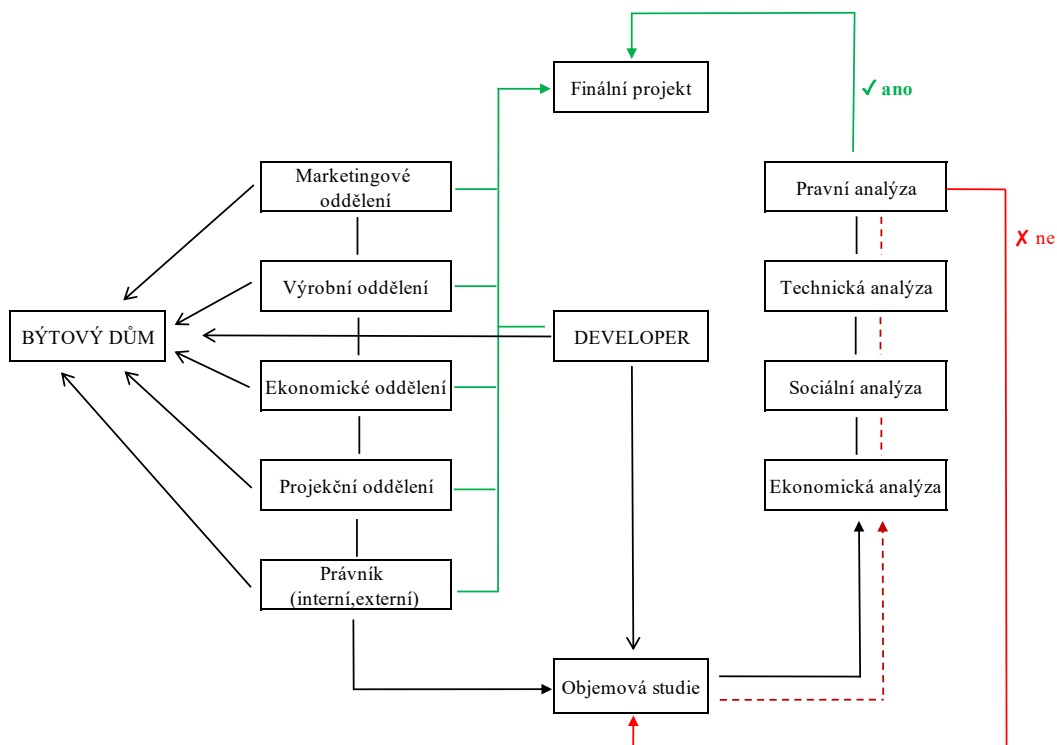 Finální projekt
✓ ano
Marketingové
oddělení
Pravní analýza
✗ ne
Výrobní oddělení
Technická analýza
BÝTOVÝ DŮM
DEVELOPER
Ekonomické oddělení
Sociální analýza
Projekční oddělení
Ekonomická analýza
Právník
(interní,externí)
Objemová studie